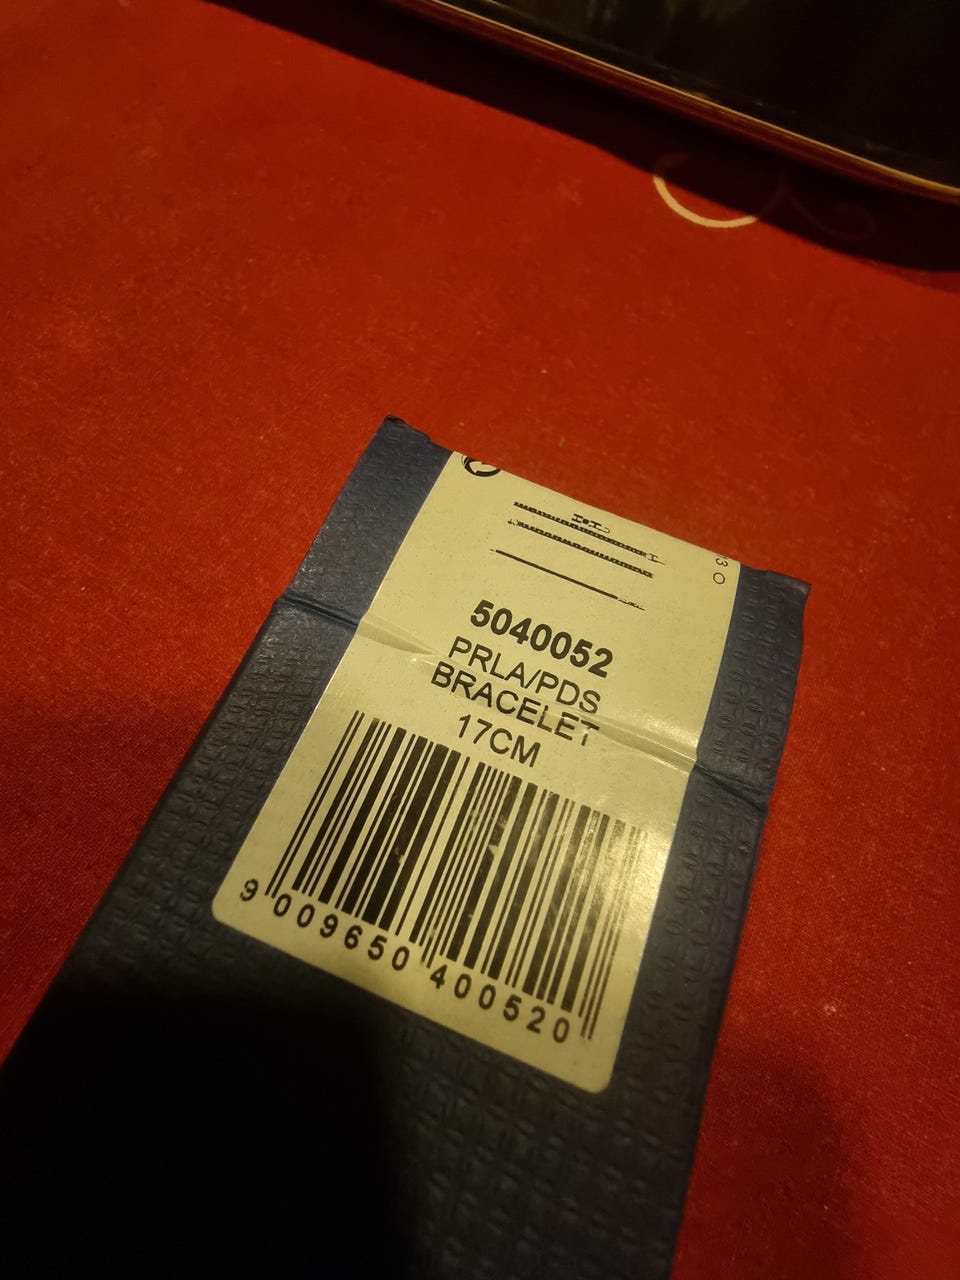 5040052
PRLA/PDS
BRACELET
17CM
9 009650 400520